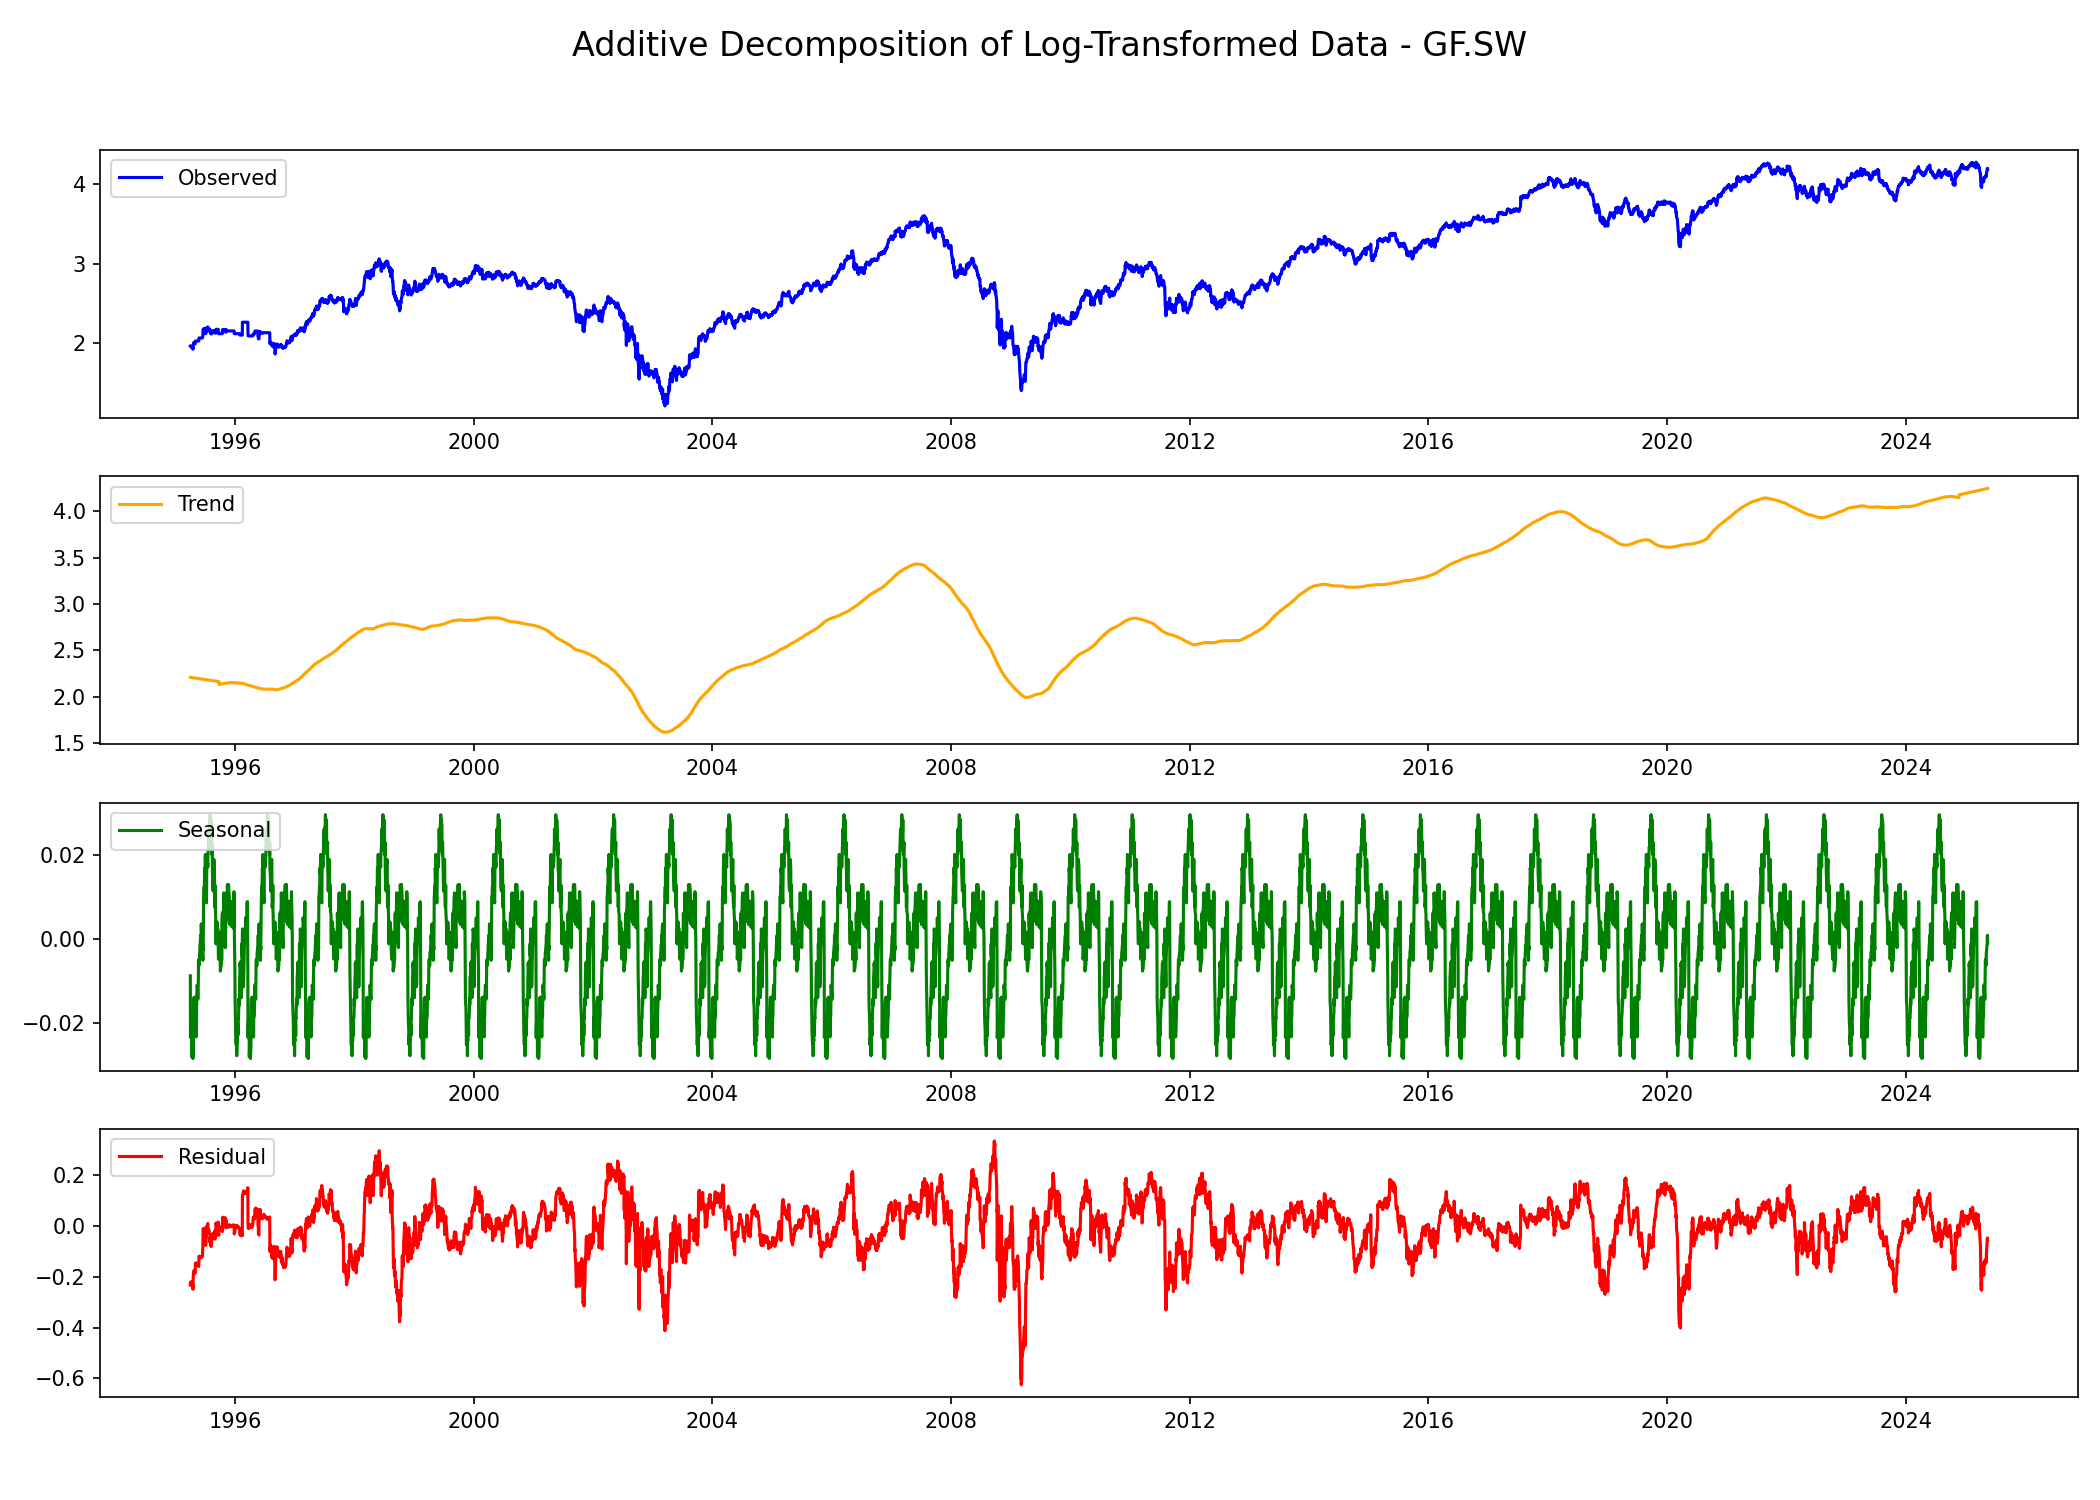 Additive Decomposition of Log-Transformed Data - GF.SW
Observed
4
3
2
1996 2000 2004 2008 2012 2016 2020 2024
Trend
4.0
3.5
3.0
2.5
2.0
1.5
1996 2000 2004 2008 2012 2016 2020 2024
Seasonal
0.02
0.00
−0.02
1996 2000 2004 2008 2012 2016 2020 2024
Residual
0.2
0.0
−0.2
−0.4
−0.6
1996 2000 2004 2008 2012 2016 2020 2024